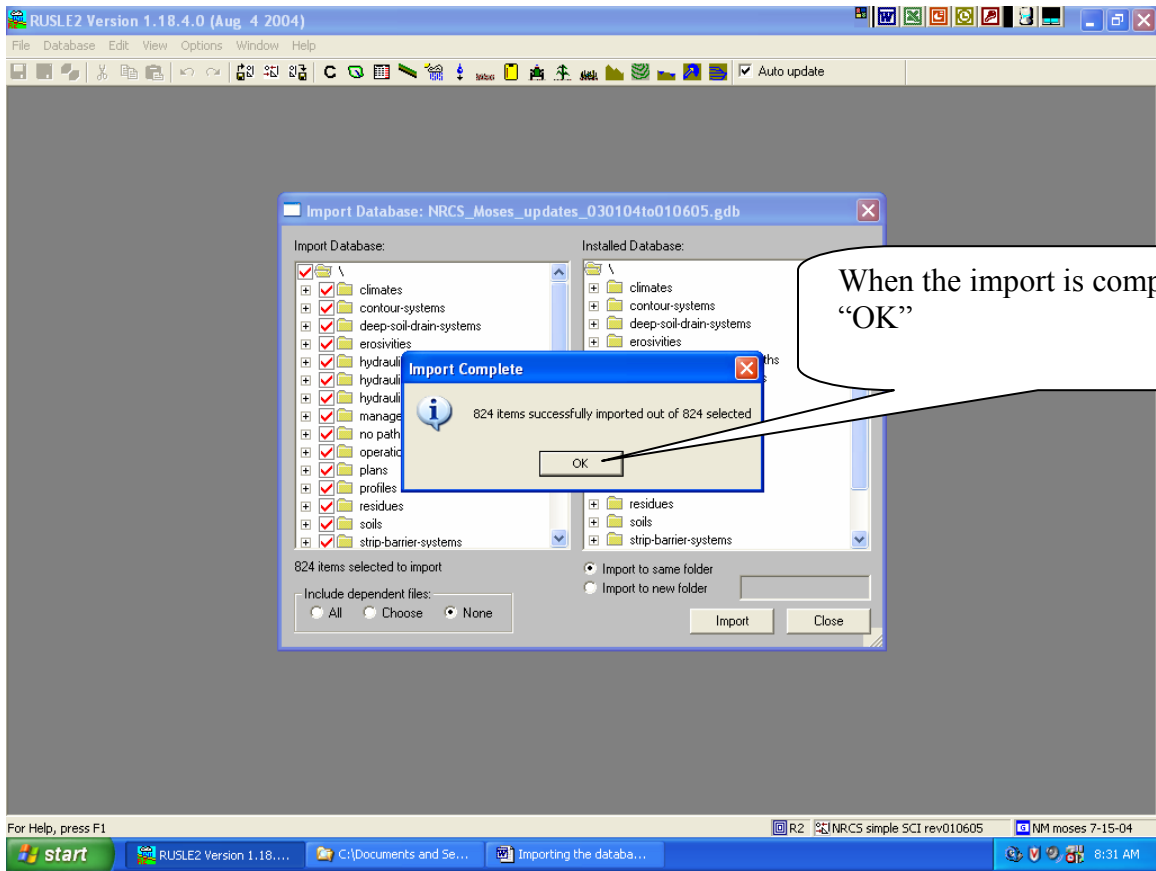 RUSLE2 Version 1.18.4.0 (Aug 4 2004)
File Database Edit View Options Window Help
Auto update
Import Database: NRCS_Moses_updates_030104to010605.gdb
Import Database:
\
climates
contour-systems
deep-soil-drain-systems
erosivities
hydrauli
hydrauli
hydrauli
manage
no path
operatio
plans
profiles
residues
soils
strip-barrier-systems
Installed Database:
\
climates
contour-systems
deep-soil-drain-systems
erosivities
ths
residues
soils
strip-barrier-systems
When the import is comp
“OK”
Import Complete
824 items successfully imported out of 824 selected
OK
824 items selected to import
Include dependent files:
All Choose None
Import to same folder
Import to new folder
Import Close
For Help, press F1
R2 NRCS simple SCI rev010605 NM moses 7-15-04
start RUSLE2 Version 1.18.... C:\Documents and Se... Importing the databa... 8:31 AM